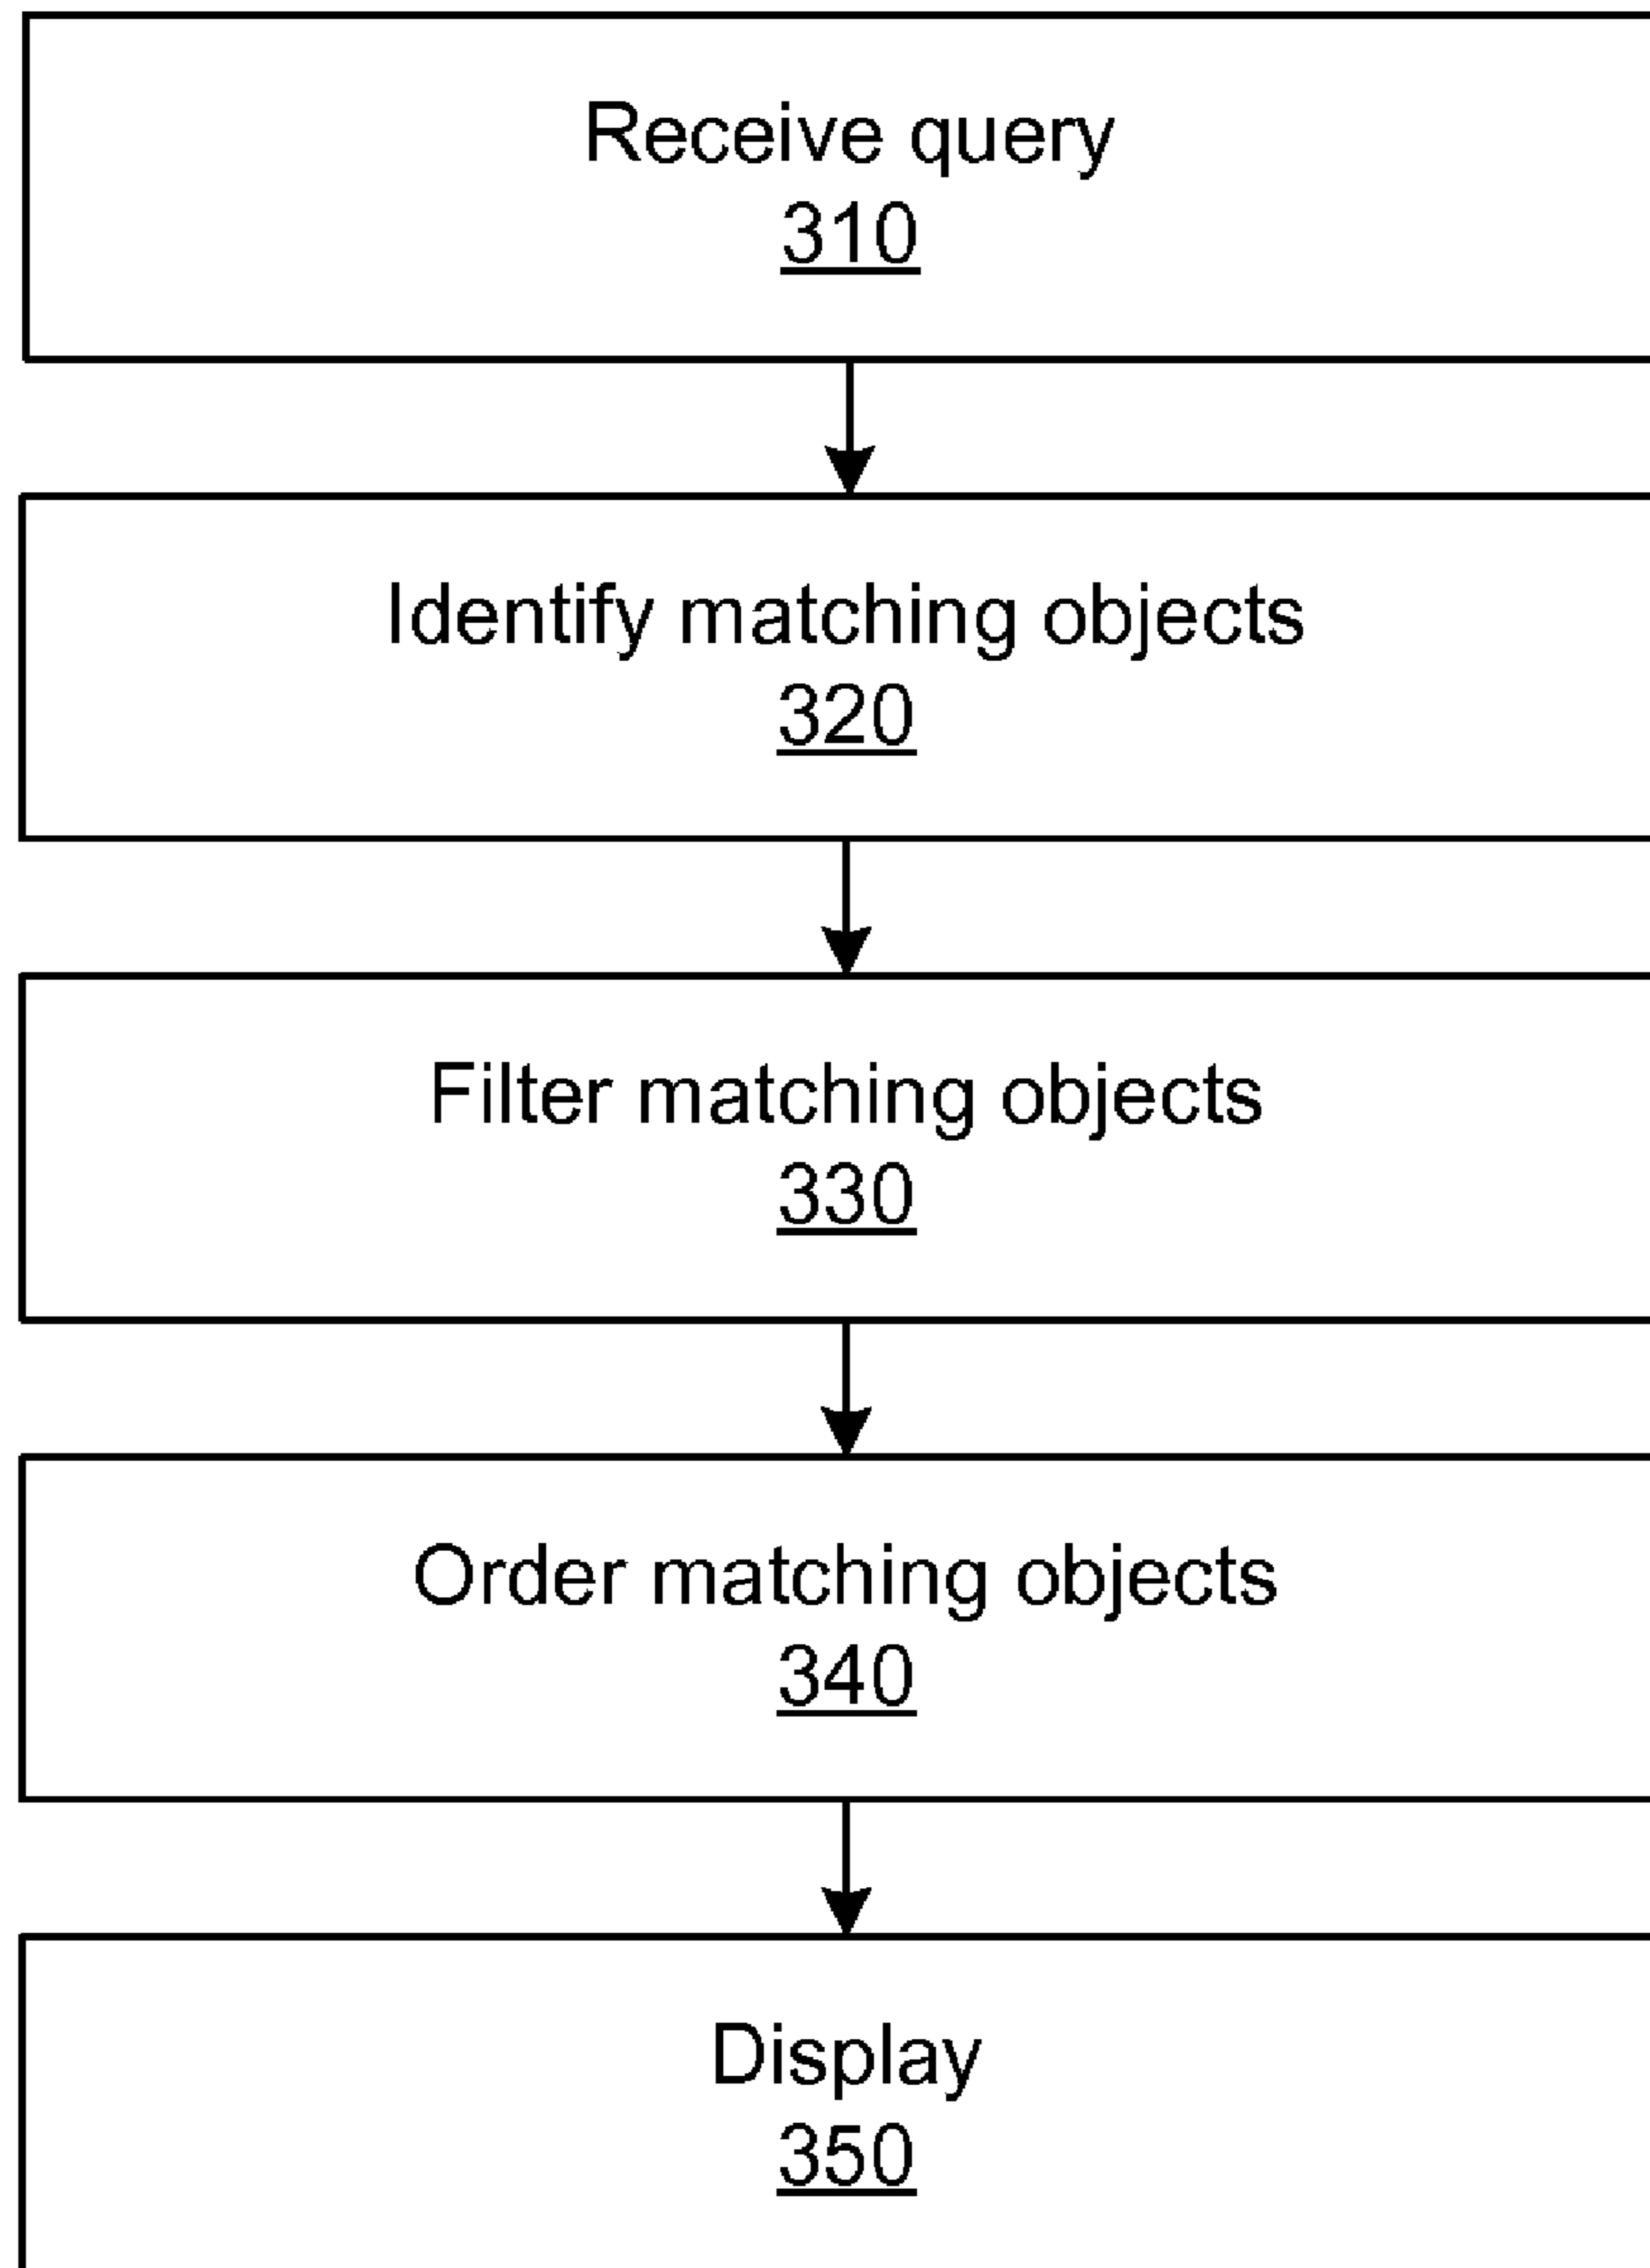 Receive query
310
Identify matching objects
320
Filter matching objects
330
Order matching objects
340
Display
350